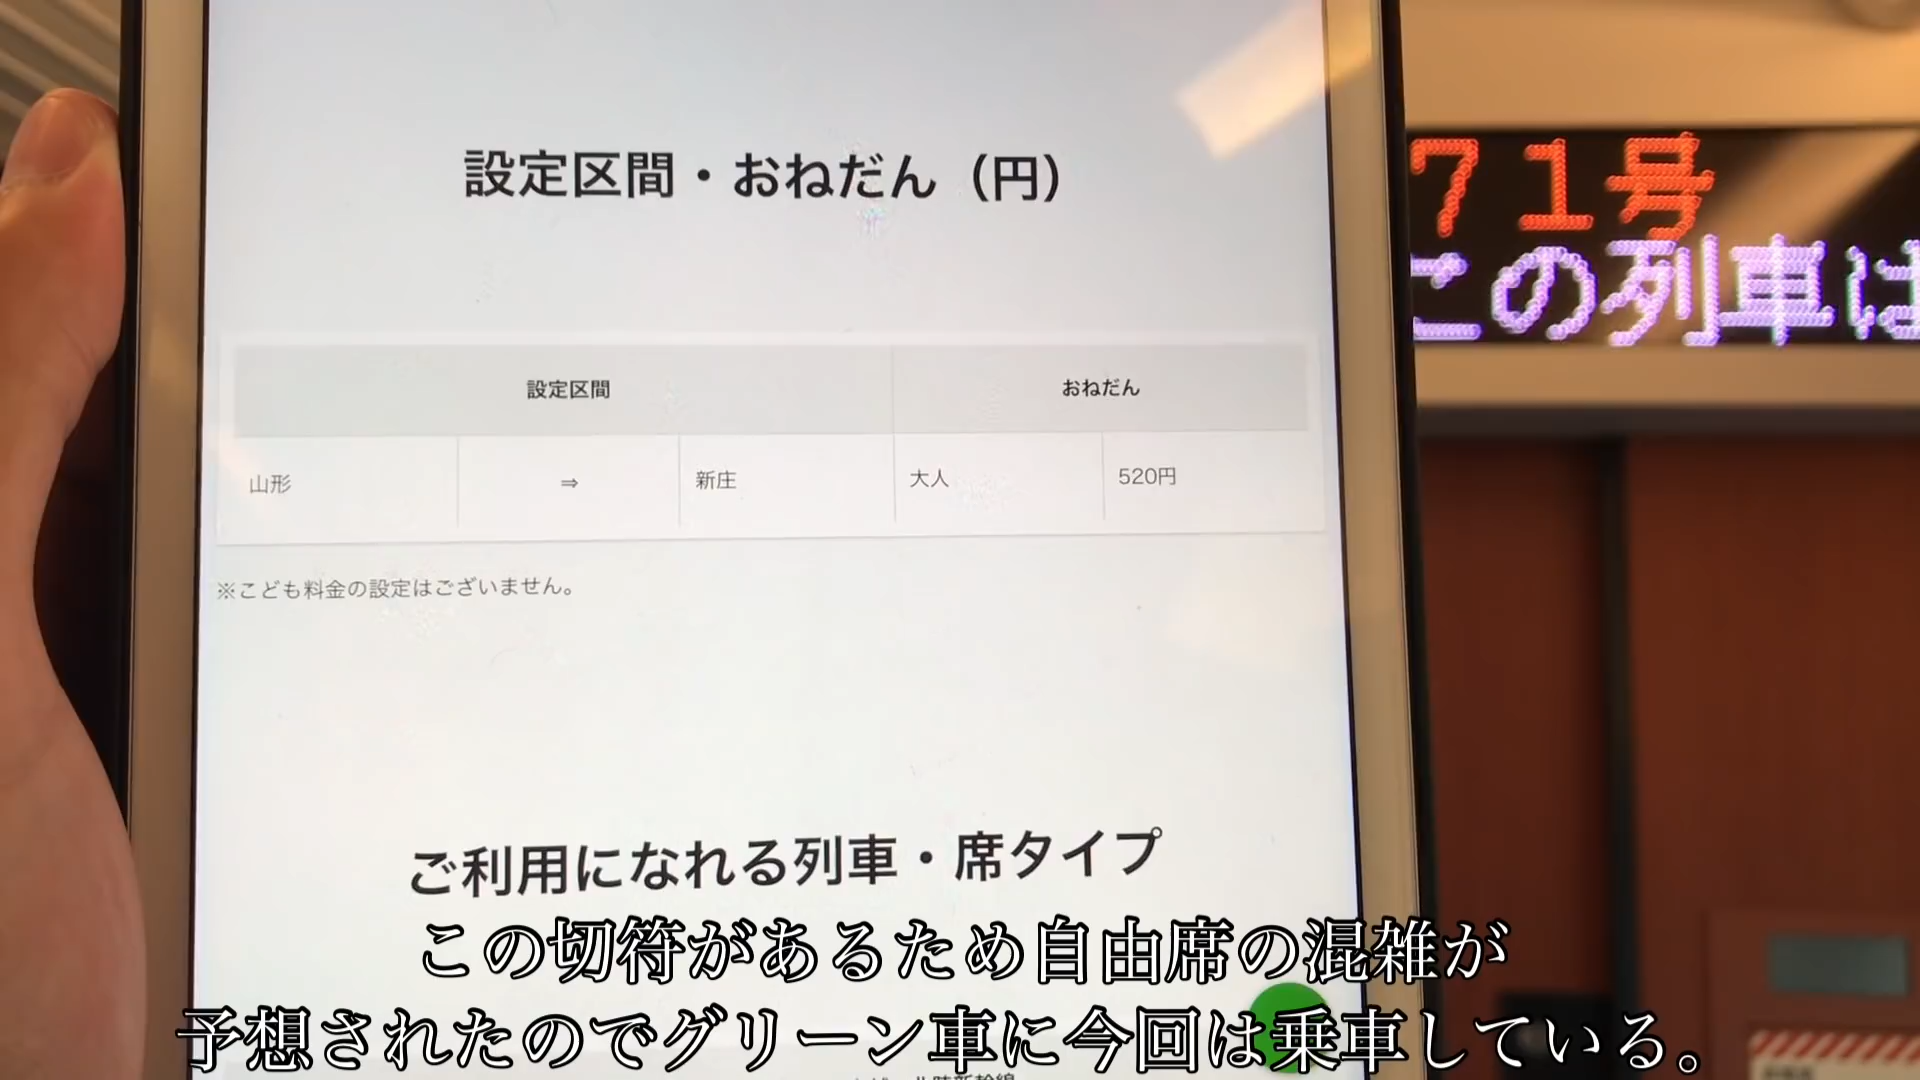 設定区間・おねだん（円）
71号
この列車は
設定区間 おねだん
山形 ⇒ 新庄 大人 520円
※こども料金の設定はございません。
ご利用になれる列車・席タイプ
この切符があるため自由席の混雑が
予想されたのでグリーン車に今回は乗車している。